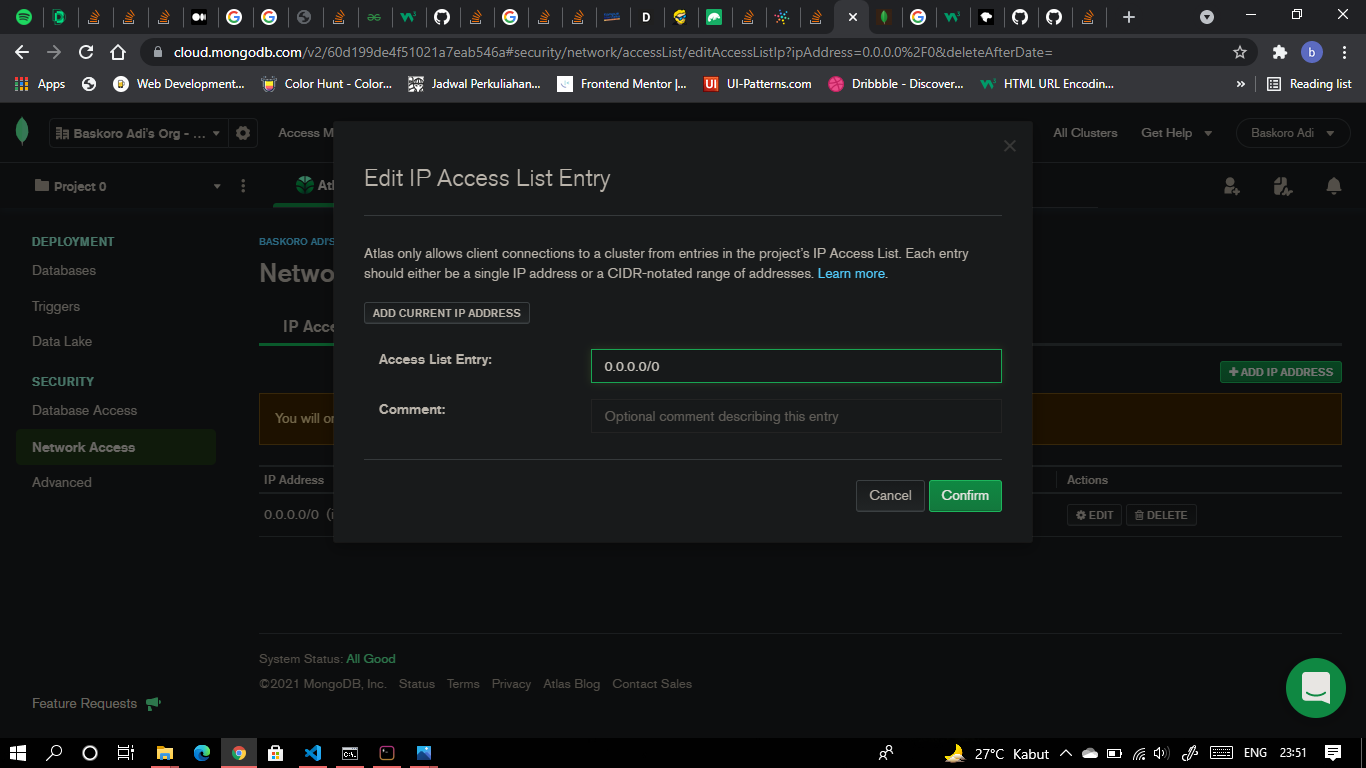 cloud.mongodb.com/v2/60d199de4f51021a7eab546a#security/network/accessList/editAccessListIp?ipAddress=0.0.0.0%2F0&deleteAfterDate=
b
Apps
Web Development...
Color Hunt - Color...
Jadwal Perkuliahan...
Frontend Mentor |...
UI-Patterns.com
Dribbble - Discover...
HTML URL Encodin...
»
Reading list
Baskoro Adi's Org - ...
Access M
All Clusters
Get Help
Baskoro Adi
Project 0
Atl
DEPLOYMENT
Databases
Triggers
Data Lake
SECURITY
Database Access
Network Access
Advanced
Feature Requests
BASKORO ADI'S
Netwo
IP Acce
+ ADD IP ADDRESS
You will on
IP Address
Actions
0.0.0.0/0 (i
EDIT
DELETE
Edit IP Access List Entry
Atlas only allows client connections to a cluster from entries in the project's IP Access List. Each entry
should either be a single IP address or a CIDR-notated range of addresses. Learn more.
ADD CURRENT IP ADDRESS
Access List Entry:
0.0.0.0/0
Comment:
Optional comment describing this entry
Cancel
Confirm
System Status: All Good
©2021 MongoDB, Inc. Status Terms Privacy Atlas Blog Contact Sales
27°C Kabut
ENG
23:51